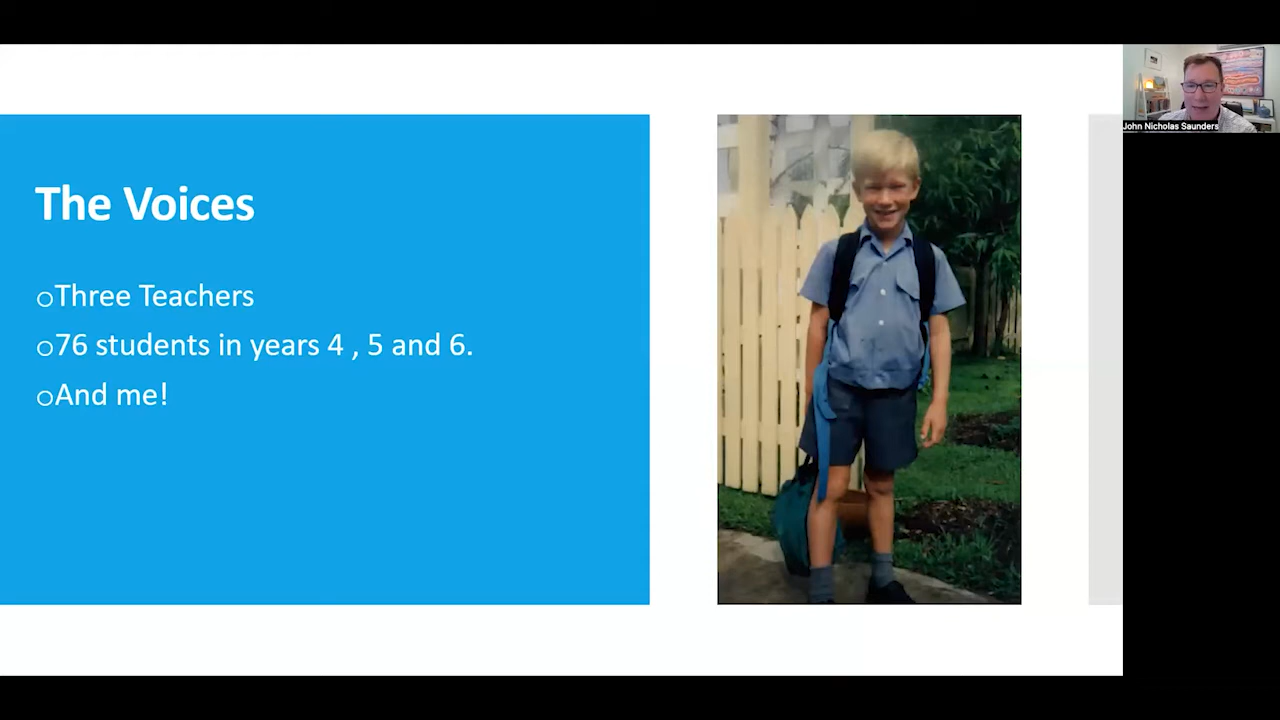 The Voices
oThree Teachers
o76 students in years 4 , 5 and 6.
oAnd me!
John Nicholas Saunders